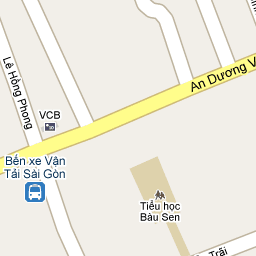 Lê Hồng Phong
An Dương V
VCB
Bến xe Vận
Tải Sài Gòn
Tiểu học
Bàu Sen
Trãi